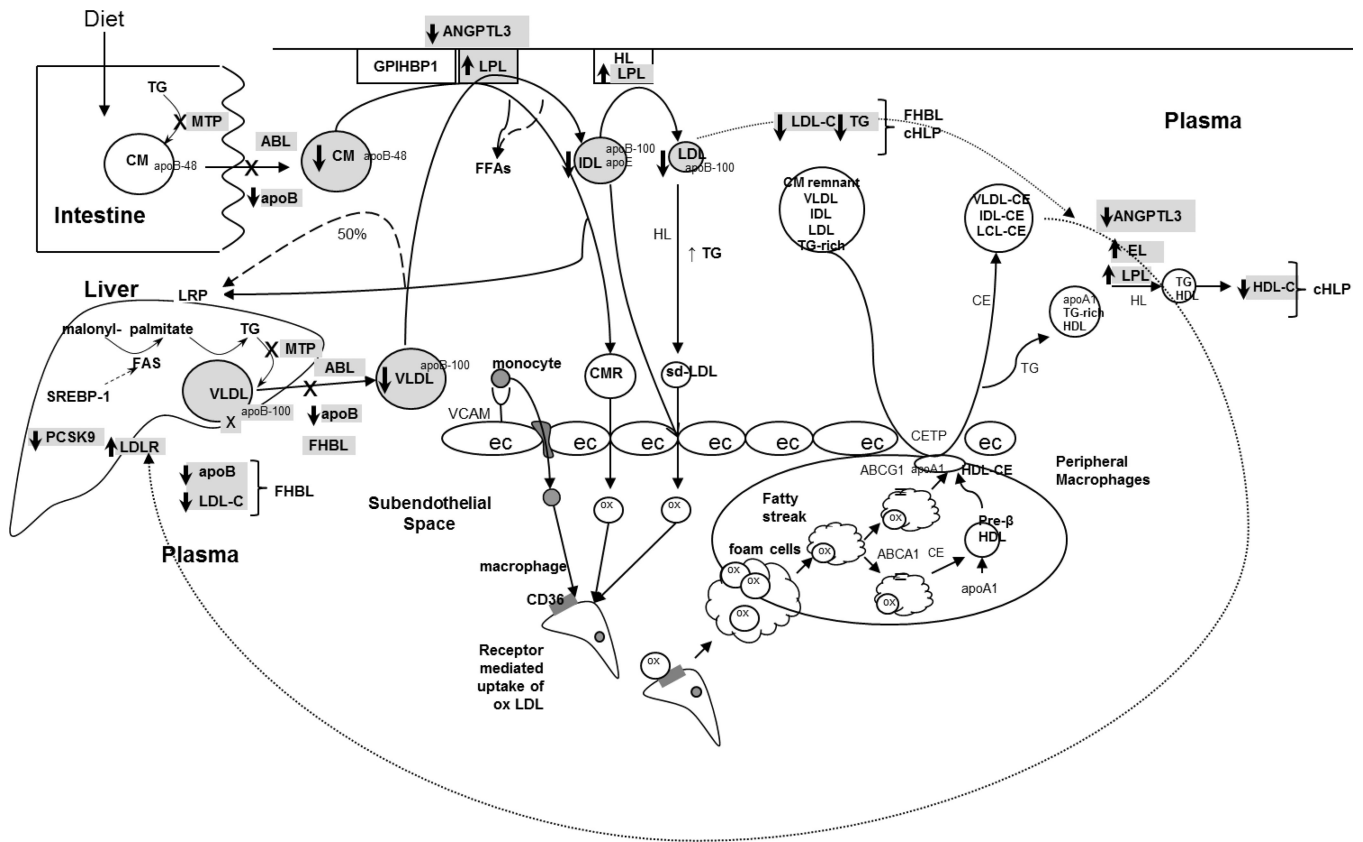 Diet
ANGPTL3
GPIHBP1
LPL
HL
LPL
TG
MTP
CM
apoB-48
Intestine
ABL
apoB
CM
apoB-48
FFAs
IDL
apoB-100
apoE
LDL
apoB-100
LDL-C
TG
FHBL
cHLP
Plasma
CM remnant
VLDL
IDL
LDL
TG-rich
VLDL-CE
IDL-CE
LCL-CE
ANGPTL3
EL
LPL
HL
TG
HDL
HDL-C
cHLP
50%
HL
↑ TG
CE
apoA1
TG-rich
HDL
TG
Liver
LRP
malonyl-
palmitate
TG
FAS
MTP
SREBP-1
VLDL
apoB-100
X
ABL
apoB
FHBL
VLDL
apoB-100
PCSK9
LDLR
apoB
LDL-C
FHBL
Plasma
monocyte
VCAM
CMR
sd-LDL
ec
ec
ec
ec
ec
ec
ec
CETP
Subendothelial
Space
ox
ox
macrophage
CD36
Receptor
mediated
uptake of
ox LDL
ox
Fatty
streak
foam cells
ox
ox
ox
ox
ABCG1
apoA1
HDL-CE
ox
ABCA1
CE
ox
Pre-β
HDL
apoA1
Peripheral
Macrophages